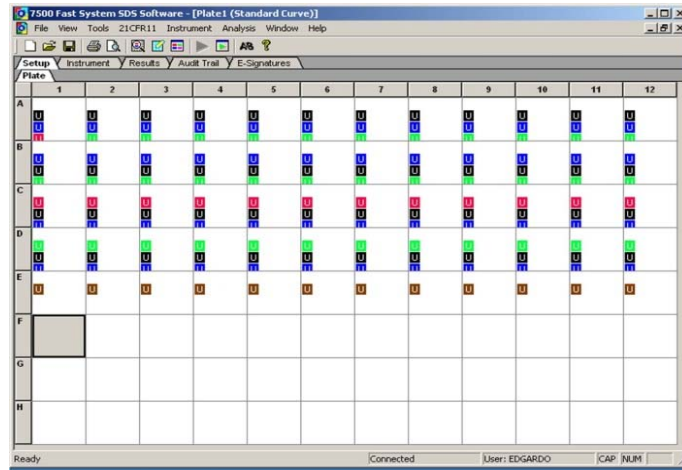 7500 Fast System SDS Software - [Plate1 (Standard Curve)]
File View Tools 21CFR11 Instrument Analysis Window Help
Setup Instrument Results Audit Trail E-Signatures
Plate
1 2 3 4 5 6 7 8 9 10 11 12
A
U U U U U U U U U U U U
U U U U U U U U U U U U
U U U U U U U U U U U U
B
U U U U U U U U U U U U
U U U U U U U U U U U U
U U U U U U U U U U U U
C
U U U U U U U U U U U U
U U U U U U U U U U U U
U U U U U U U U U U U U
D
U U U U U U U U U U U U
U U U U U U U U U U U U
U U U U U U U U U U U U
E
U U U U U U U U U U U U
F
G
H
Ready Connected User: EDGARDO CAP NUM